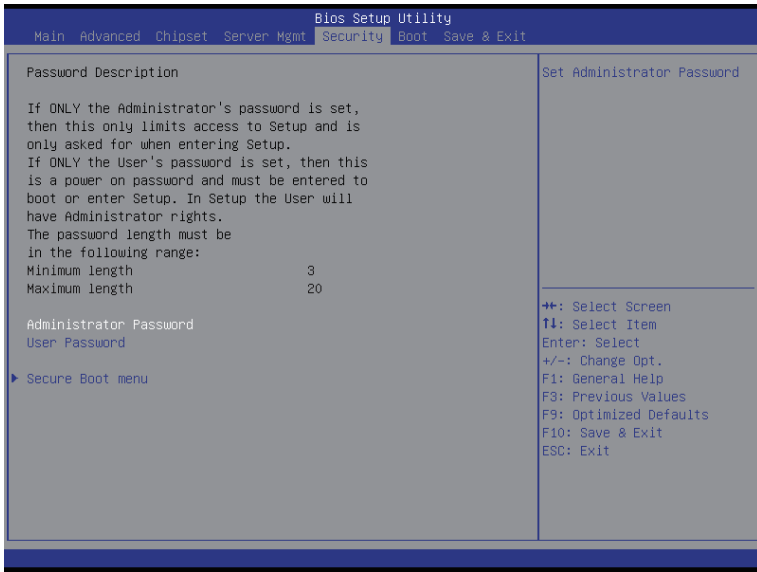 Bios Setup Utility
Main Advanced Chipset Server Mgmt Security Boot Save & Exit
Password Description
If ONLY the Administrator's password is set,
then this only limits access to Setup and is
only asked for when entering Setup.
If ONLY the User's password is set, then this
is a power on password and must be entered to
boot or enter Setup. In Setup the User will
have Administrator rights.
The password length must be
in the following range:
Minimum length 3
Maximum length 20
Administrator Password
User Password
Secure Boot menu
Set Administrator Password
→←: Select Screen
↑↓: Select Item
Enter: Select
+/-: Change Opt.
F1: General Help
F3: Previous Values
F9: Optimized Defaults
F10: Save & Exit
ESC: Exit